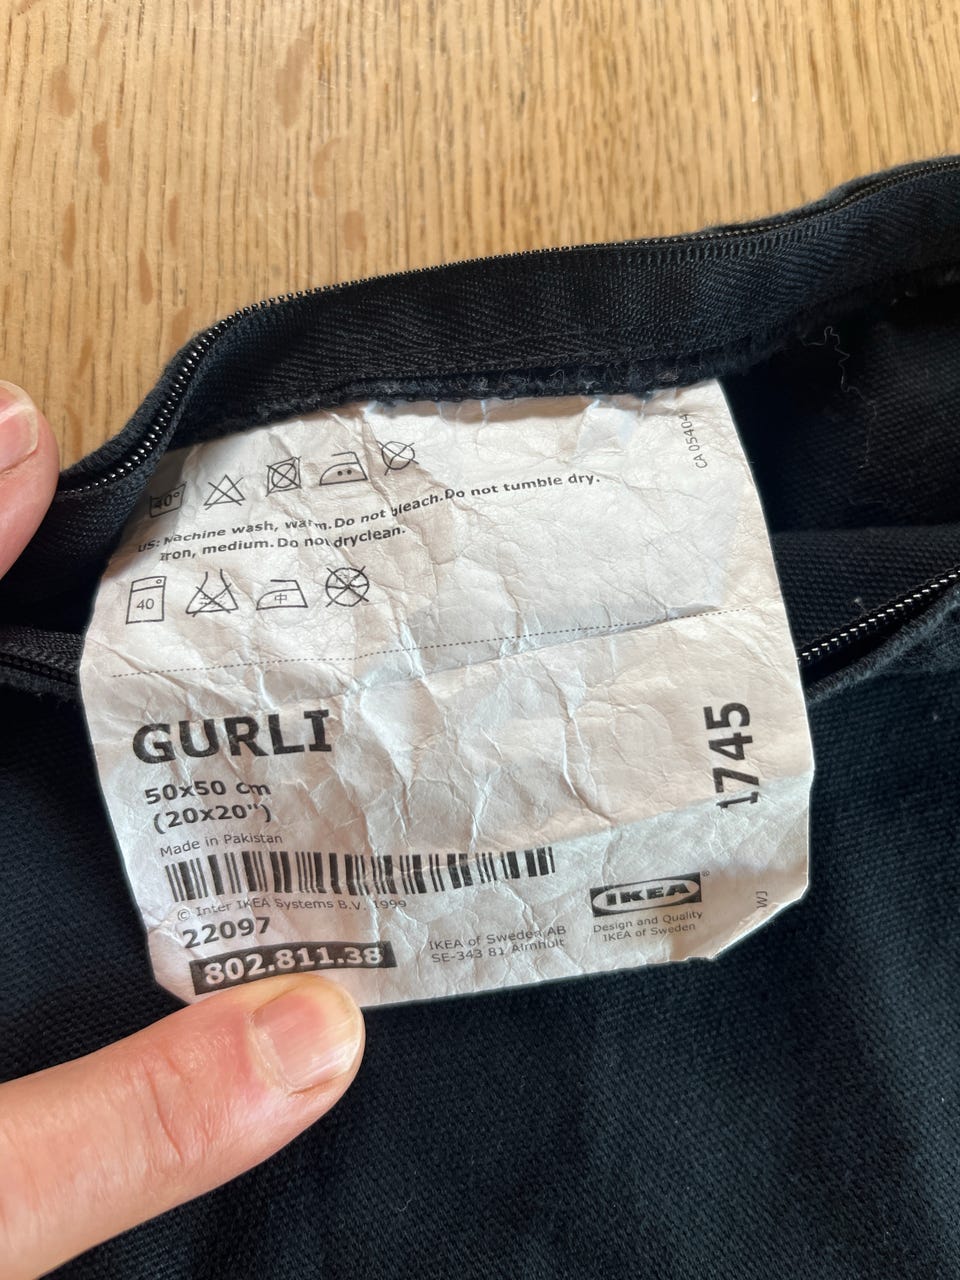 CA 05404
40°
US: Machine wash, warm. Do not bleach. Do not tumble dry.
Iron, medium. Do not dryclean.
40
中
GURLI
50x50 cm
(20x20")
1745
Made in Pakistan
© Inter IKEA Systems B.V. 1999
22097
802.811.38
IKEA of Sweden AB
SE-343 81 Älmhult
IKEA®
Design and Quality
IKEA of Sweden
WJ